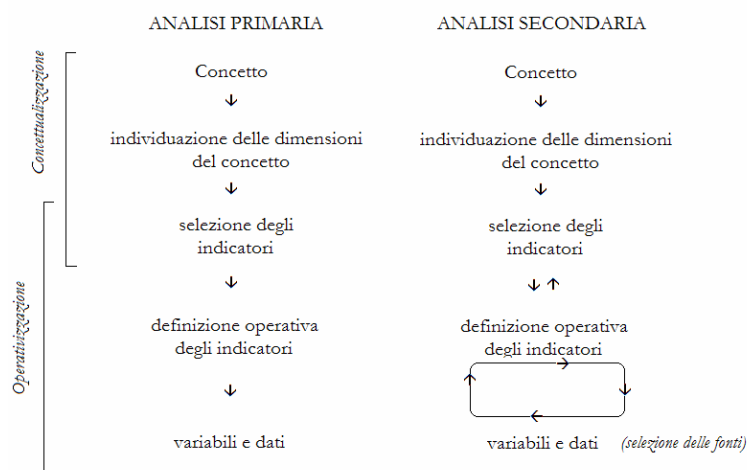 ANALISI PRIMARIA
ANALISI SECONDARIA
Concettualizzazione
Operativizzazione
Concetto
individuazione delle dimensioni
del concetto
selezione degli
indicatori
definizione operativa
degli indicatori
variabili e dati
Concetto
individuazione delle dimensioni
del concetto
selezione degli
indicatori
definizione operativa
degli indicatori
variabili e dati (selezione delle fonti)